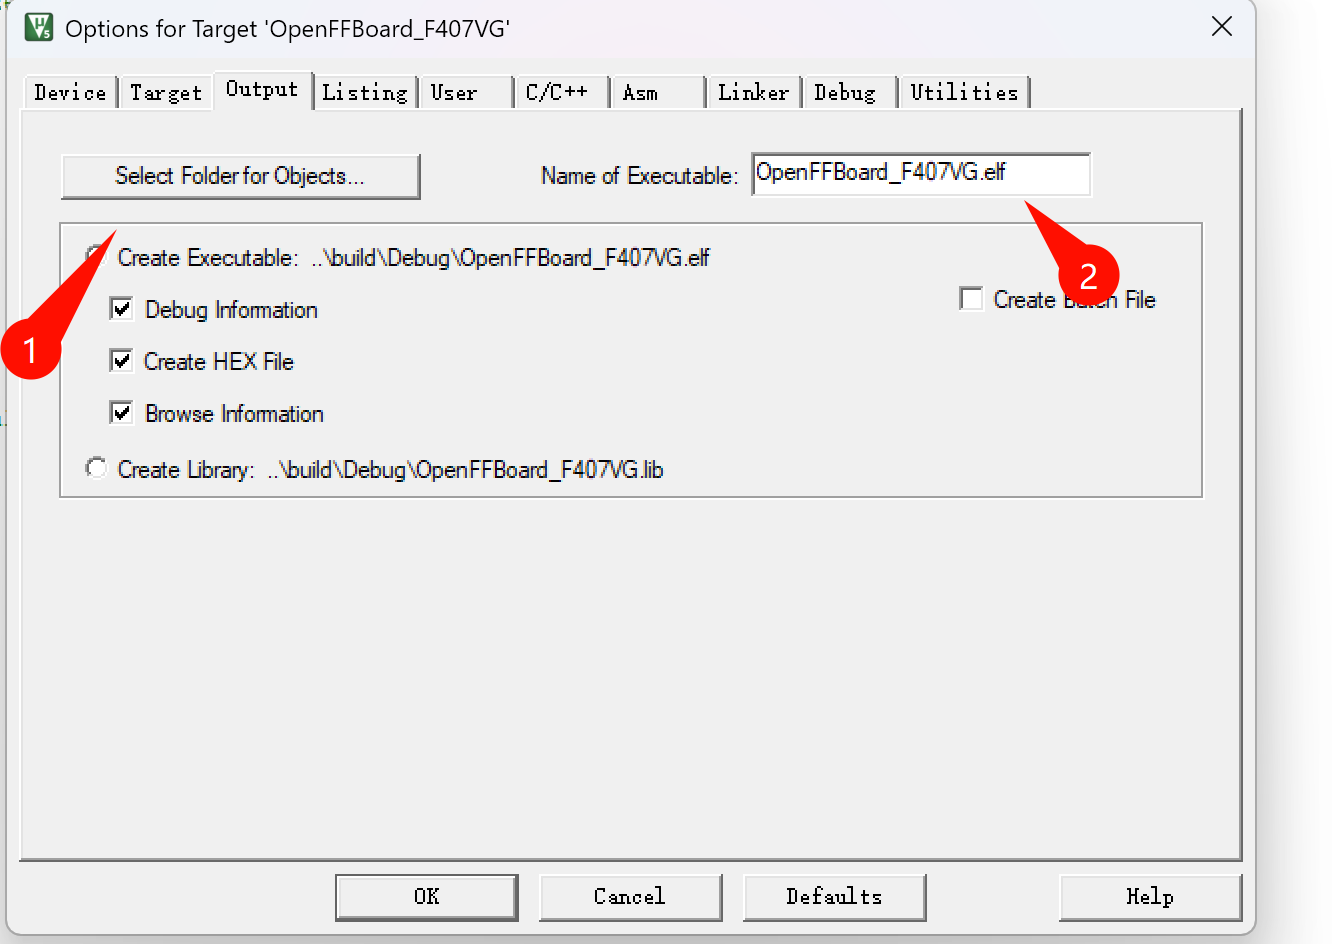 Options for Target 'OpenFFBoard_F407VG'
Device Target Output Listing User C/C++ Asm Linker Debug Utilities
Select Folder for Objects... Name of Executable: OpenFFBoard_F407VG.elf
Create Executable: ..\build\Debug\OpenFFBoard_F407VG.elf
2
Debug Information Create Batch File
1
Create HEX File
Browse Information
Create Library: ..\build\Debug\OpenFFBoard_F407VG.lib
OK Cancel Defaults Help